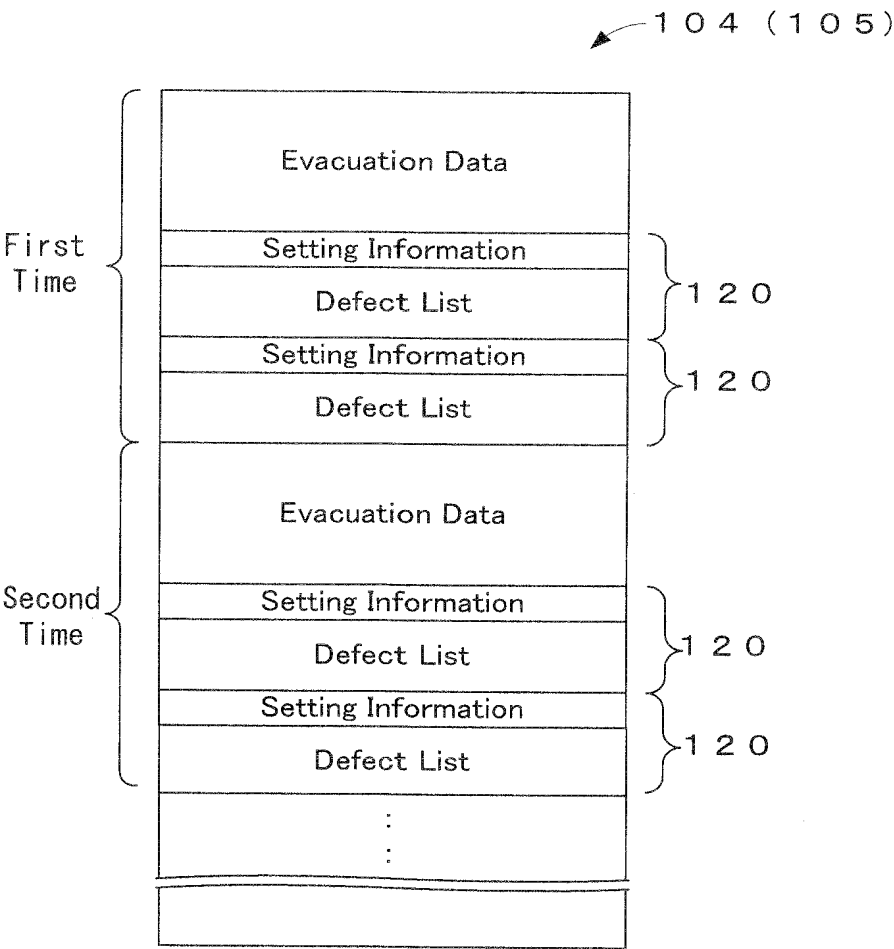 104 (105)
Evacuation Data
First
Time
Setting Information
Defect List
120
Setting Information
Defect List
120
Evacuation Data
Second
Time
Setting Information
Defect List
120
Setting Information
Defect List
120